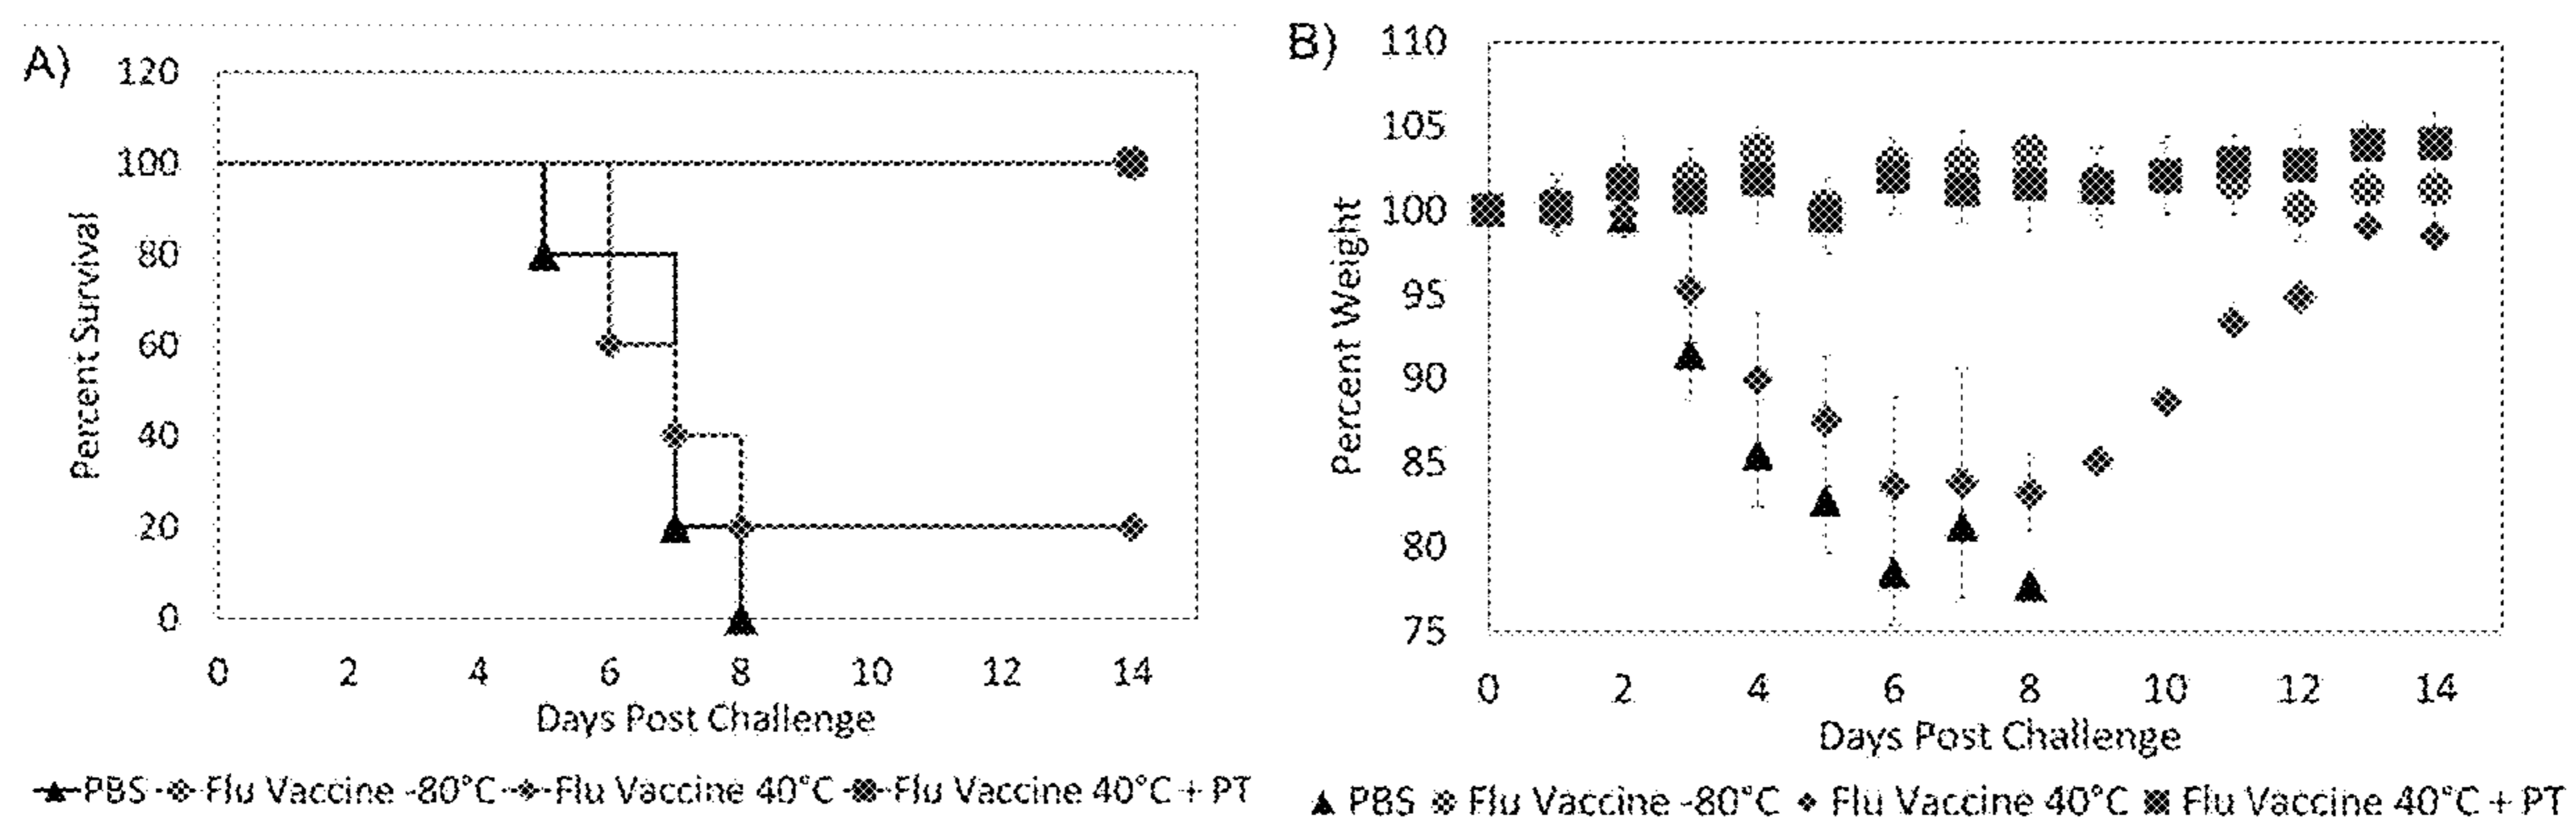 A)
Percent Survival
120
100
80
60
40
20
0
0 2 4 6 8 10 12 14
Days Post Challenge
PBS Flu Vaccine -80°C Flu Vaccine 40°C Flu Vaccine 40°C + PT
B)
Percent Weight
110
105
100
95
90
85
80
75
0 2 4 6 8 10 12 14
Days Post Challenge
PBS Flu Vaccine -80°C Flu Vaccine 40°C Flu Vaccine 40°C + PT